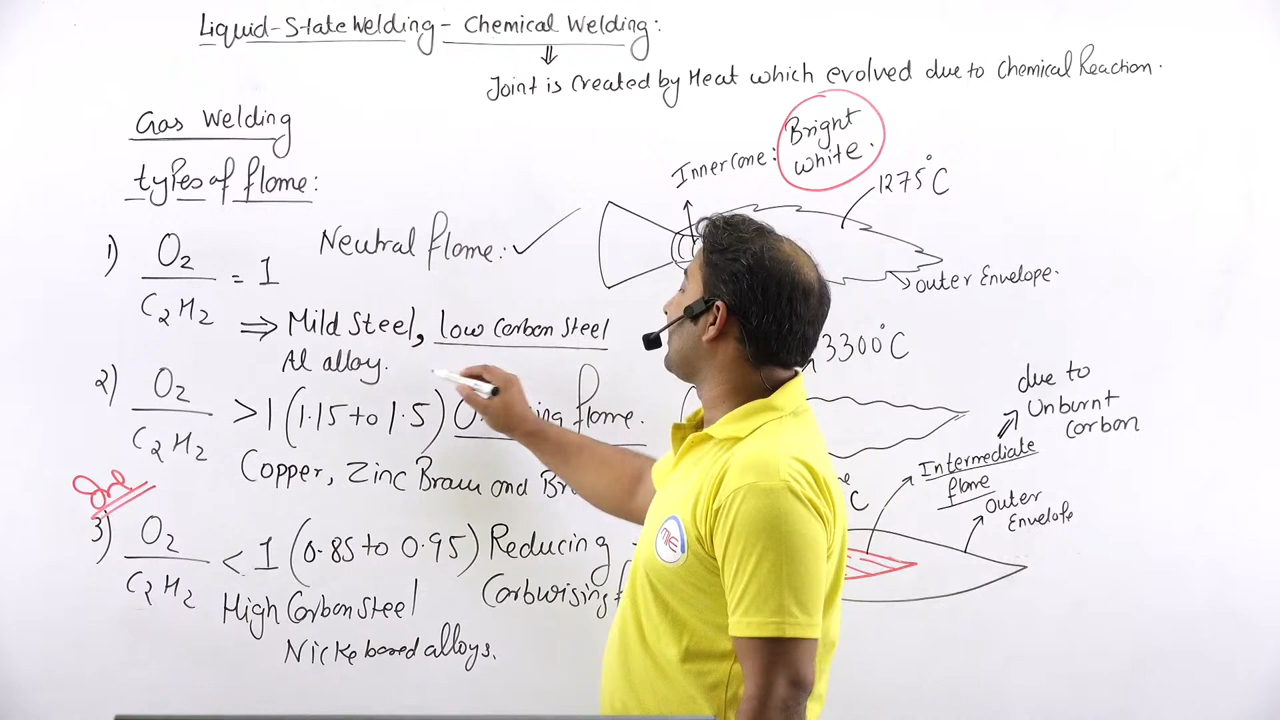 Liquid-State Welding - Chemical Welding:
⇓
Joint is created by Heat which evolved due to Chemical Reaction.
Gas Welding
types of flame:
1) O2 / C2H2 = 1
Neutral flame: ✓
⇒ Mild Steel, low Carbon Steel
Al alloy.
2) O2 / C2H2 > 1 (1.15 to 1.5)
flame.
Copper, Zinc Brass and
3rd
3) O2 / C2H2 < 1 (0.85 to 0.95) Reducing
Carburising
High Carbon Steel
Nicke based alloys.
Inner Cone: Bright
white.
1275°C
Outer Envelope.
3300°C
due to
Unburnt
Carbon
Intermediate
flame
Outer
Envelope
C
ME